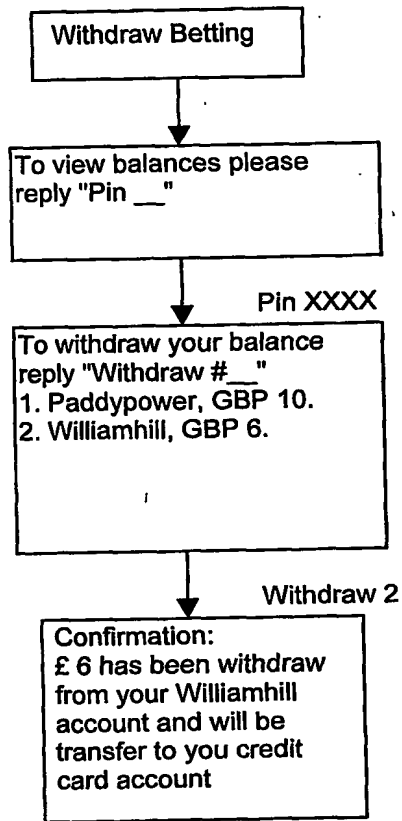 Withdraw Betting
To view balances please
reply "Pin __"
Pin XXXX
To withdraw your balance
reply "Withdraw #__"
1. Paddypower, GBP 10.
2. Williamhill, GBP 6.
Withdraw 2
Confirmation:
£ 6 has been withdraw
from your Williamhill
account and will be
transfer to you credit
card account